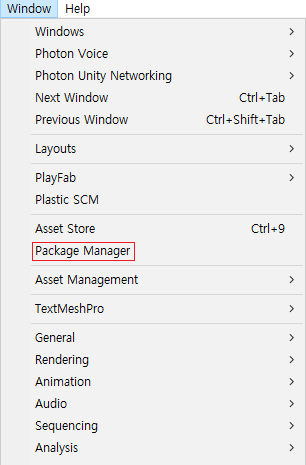 Window Help
Windows
Photon Voice
Photon Unity Networking
Next Window Ctrl+Tab
Previous Window Ctrl+Shift+Tab
Layouts
PlayFab
Plastic SCM
Asset Store Ctrl+9
Package Manager
Asset Management
TextMeshPro
General
Rendering
Animation
Audio
Sequencing
Analysis